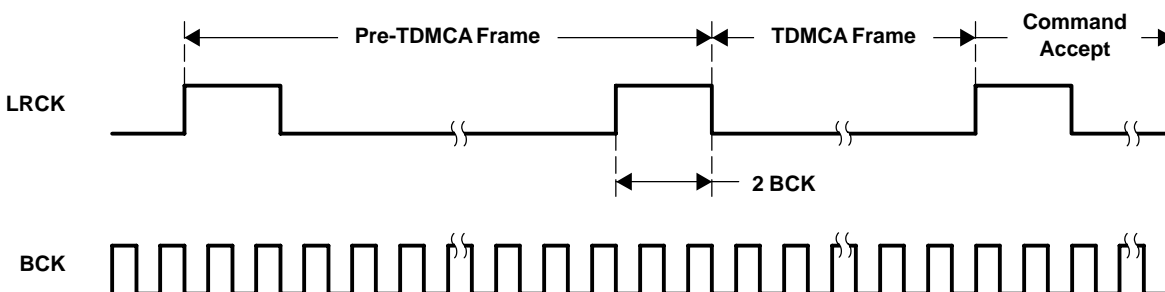 Pre-TDMCA Frame
TDMCA Frame
Command
Accept
LRCK
2 BCK
BCK